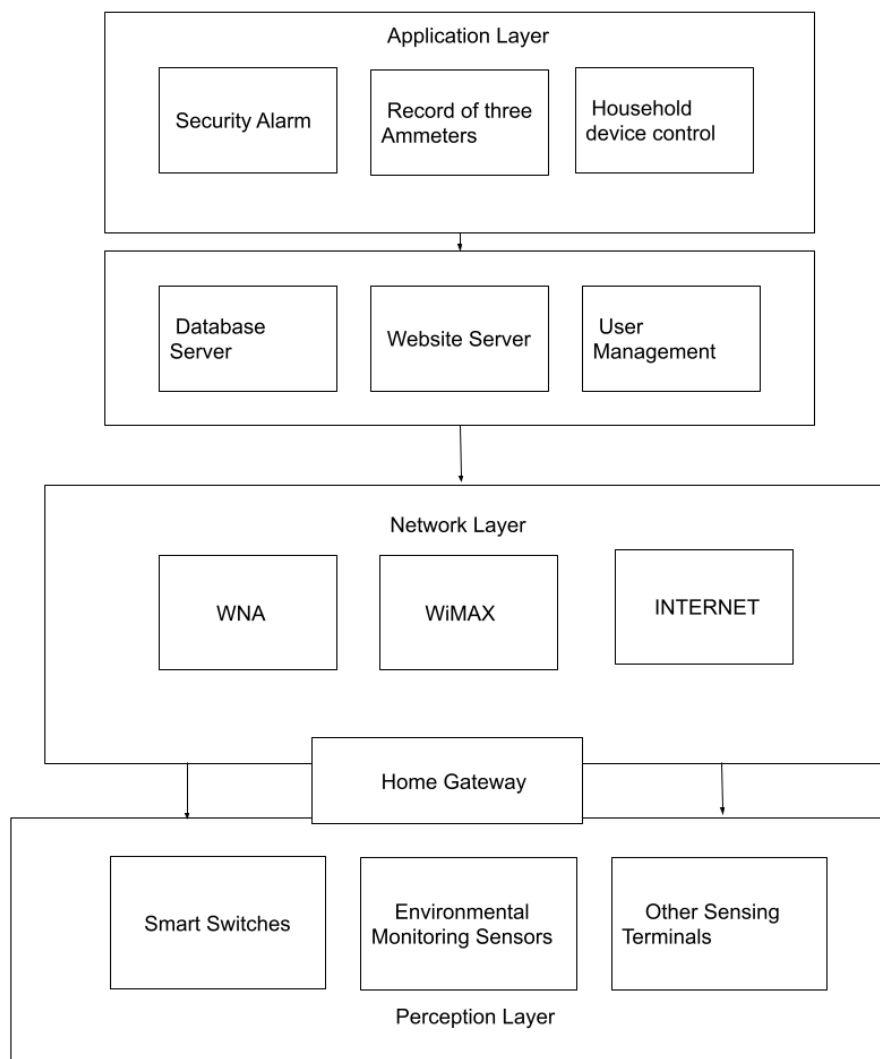 Application Layer
Security Alarm
Record of three
Ammeters
Household
device control
Database
Server
Website Server
User
Management
Network Layer
WNA
WiMAX
INTERNET
Home Gateway
Smart Switches
Environmental
Monitoring Sensors
Other Sensing
Terminals
Perception Layer